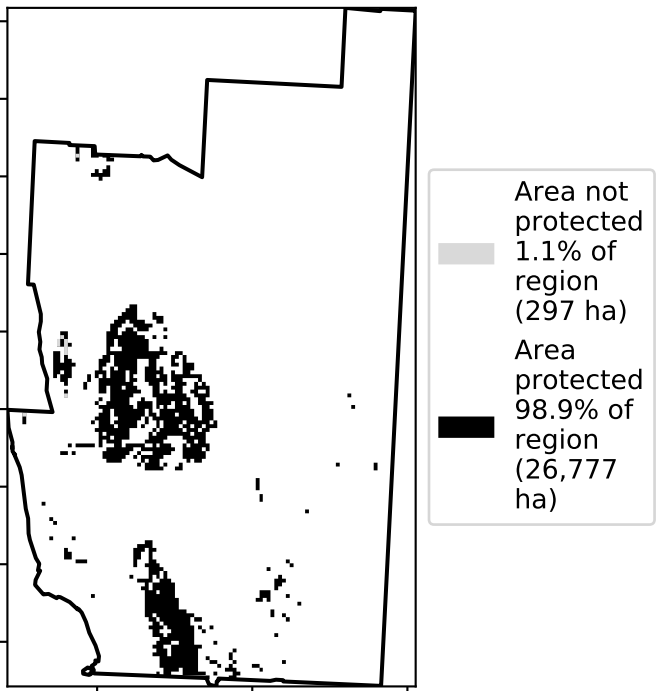 Area not
protected
1.1% of
region
(297 ha)
Area
protected
98.9% of
region
(26,777
ha)